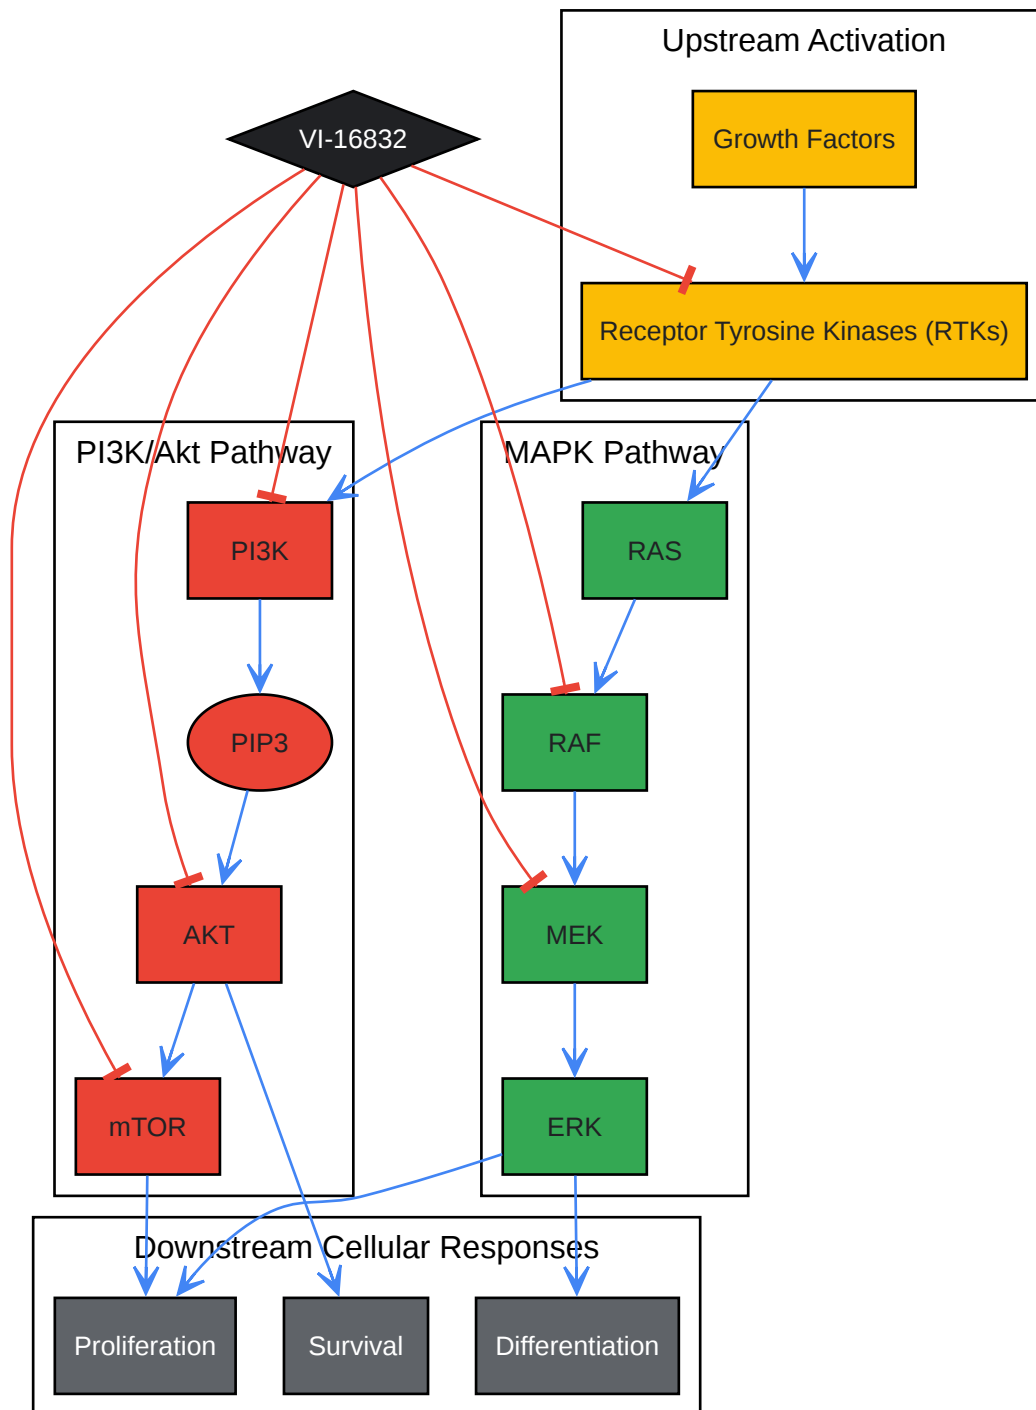 Upstream Activation
VI-16832
Growth Factors
Receptor Tyrosine Kinases (RTKs)
PI3K/Akt Pathway
MAPK Pathway
PI3K
RAS
PIP3
RAF
AKT
MEK
mTOR
ERK
Downstream Cellular Responses
Proliferation
Survival
Differentiation